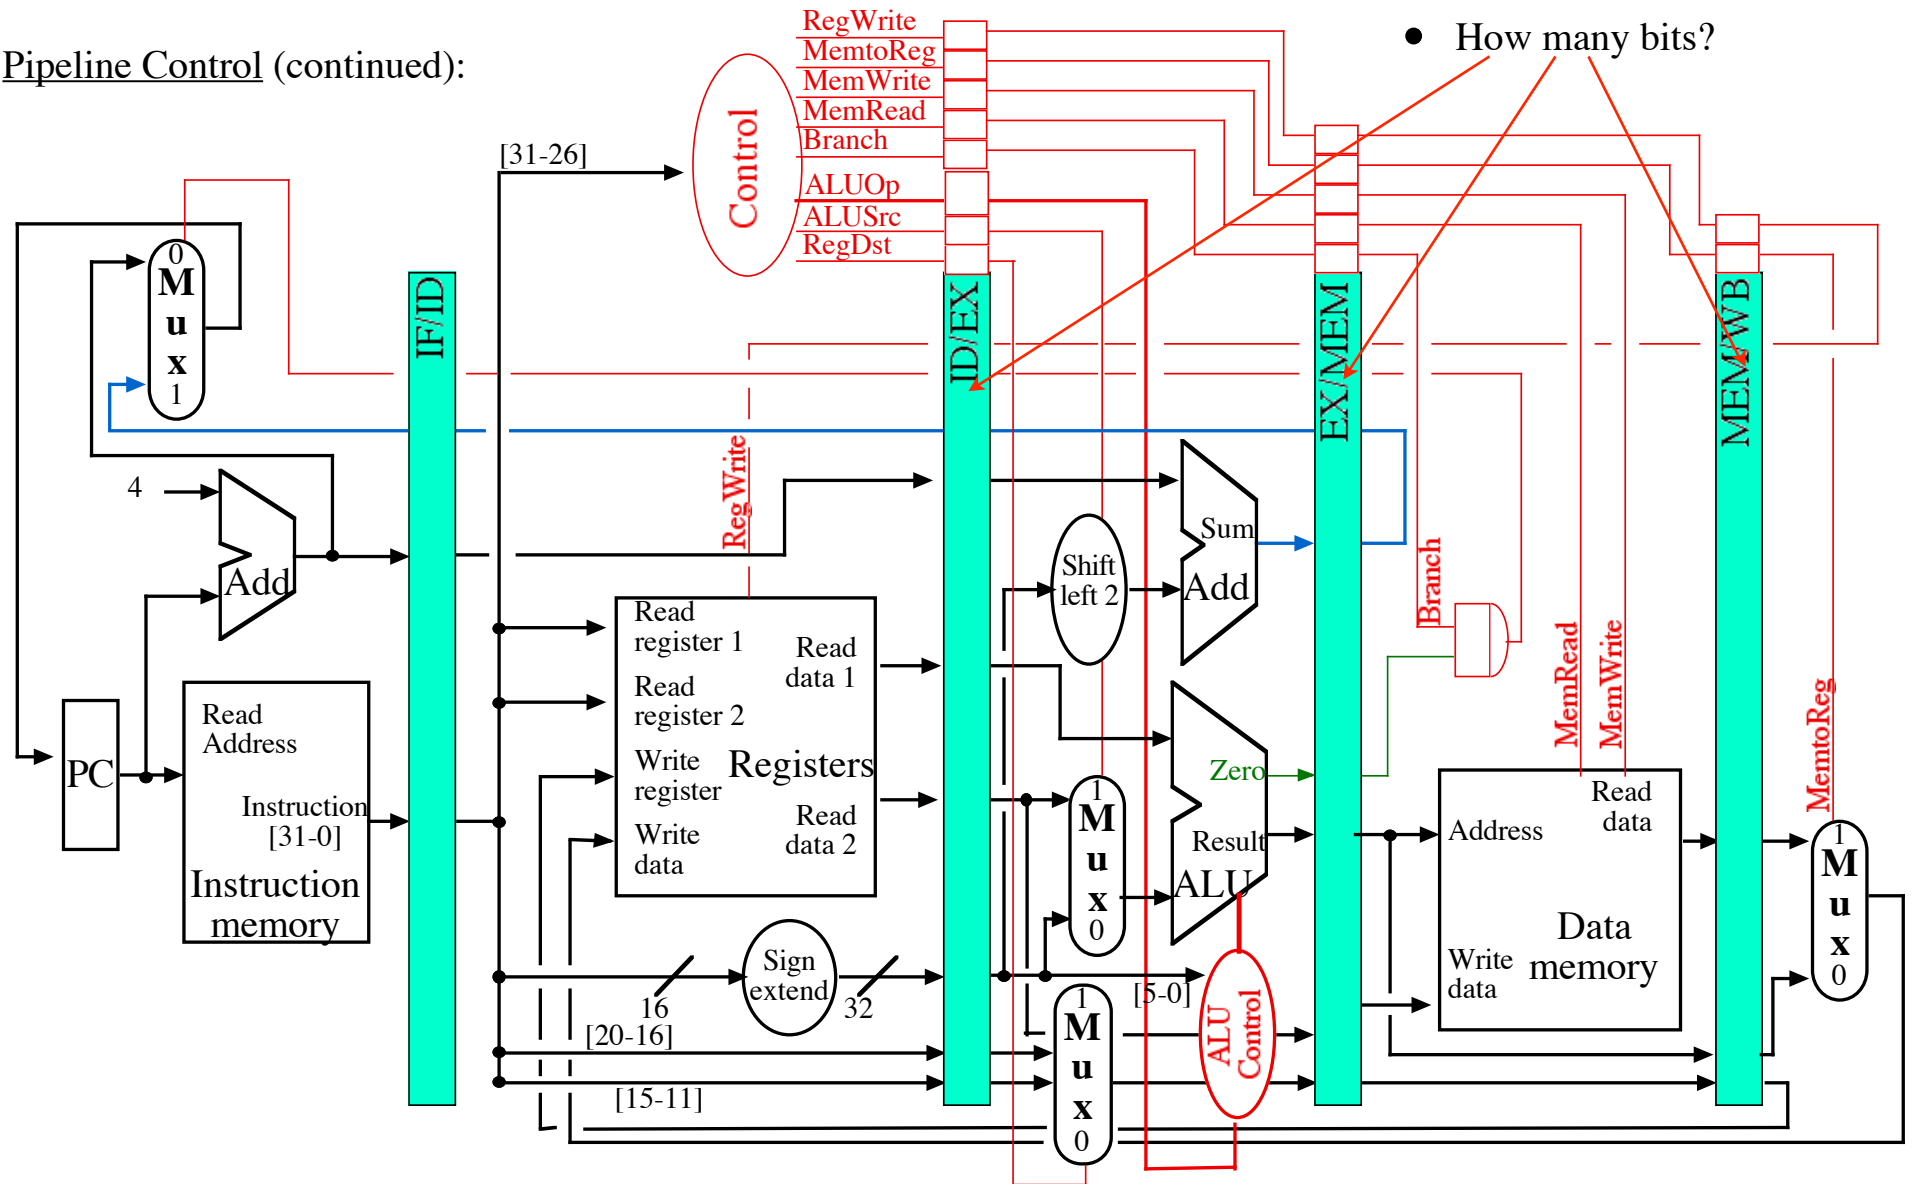 Pipeline Control (continued):
• How many bits?
RegWrite
MemtoReg
MemWrite
MemRead
Branch
ALUOp
ALUSrc
RegDst
Control
[31-26]
0
M
u
x
1
IF/ID
ID/EX
EX/MEM
MEM/WB
4
Add
RegWrite
Sum
Add
Shift
left 2
Branch
MemRead
MemWrite
MemtoReg
PC
Read
Address
Instruction
[31-0]
Instruction
memory
Read
register 1
Read
register 2
Write
register
Write
data
Registers
Read
data 1
Read
data 2
Zero
Result
ALU
1
M
u
x
0
Address
Read
data
Write
data
Data
memory
1
M
u
x
0
Sign
extend
16
32
[20-16]
[15-11]
[5-0]
ALU
Control
1
M
u
x
0